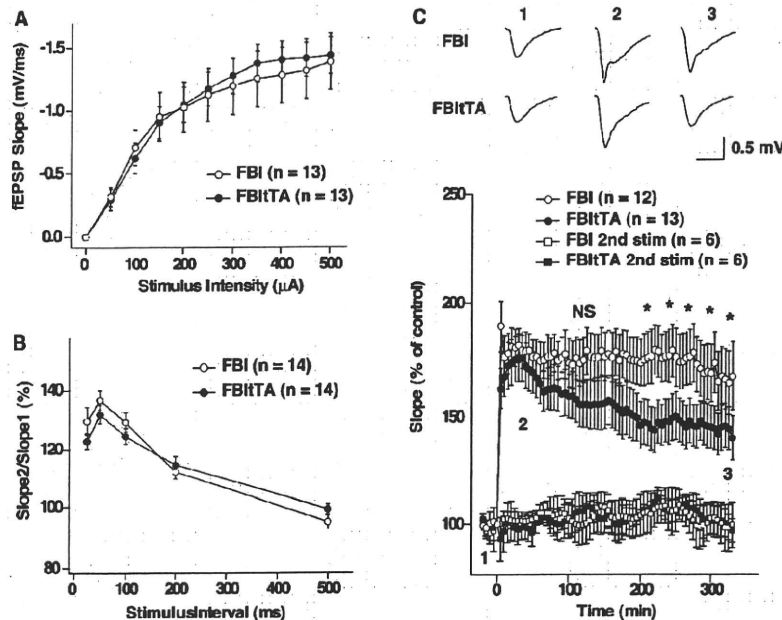 A
fEPSP Slope (mV/ms)
-1.5
-1.0
-0.5
0.0
FBI (n = 13)
FBItTA (n = 13)
0 100 200 300 400 500
Stimulus Intensity (µA)
B
Slope2/Slope1 (%)
140
120
100
80
FBI (n = 14)
FBItTA (n = 14)
0 100 200 300 400 500
StimulusInterval (ms)
C
1 2 3
FBI
FBItTA
0.5 mV
Slope (% of control)
250
200
150
100
FBI (n = 12)
FBItTA (n = 13)
FBI 2nd stim (n = 6)
FBItTA 2nd stim (n = 6)
NS * * * * *
2
3
1
0 100 200 300
Time (min)